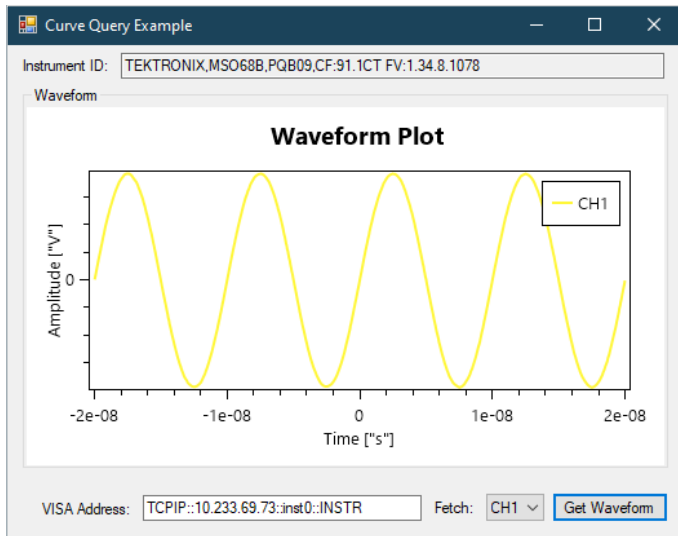 Curve Query Example
Instrument ID: TEKTRONIX,MSO68B,PQB09,CF:91.1CT FV:1.34.8.1078
Waveform
Waveform Plot
CH1
Amplitude ["V"]
0
-2e-08 -1e-08 0 1e-08 2e-08
Time ["s"]
VISA Address: TCPIP::10.233.69.73::inst0::INSTR Fetch: CH1 Get Waveform